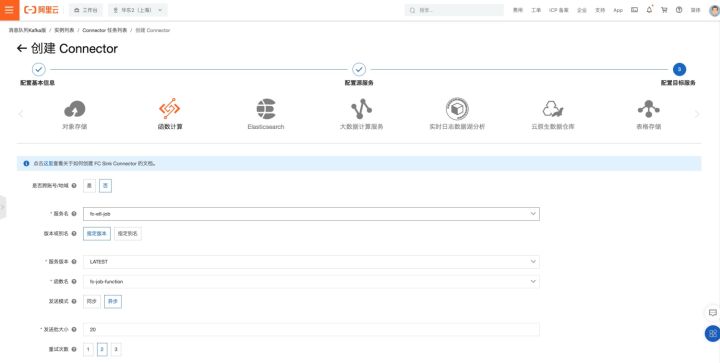 阿里云 工作台 华东2（上海） 搜索... 费用 工单 ICP 备案 企业 支持 App 简体
消息队列Kafka版 / 实例列表 / Connector 任务列表 / 创建 Connector
← 创建 Connector
3
配置基本信息 配置源服务 配置目标服务
对象存储 函数计算 Elasticsearch 大数据计算服务 实时日志数据湖分析 云原生数据仓库 表格存储
点击这里查看关于如何创建 FC Sink Connector 的文档。
是否跨账号/地域 是 否
* 服务名 fc-etl-job
版本或别名 指定版本 指定别名
* 服务版本 LATEST
* 函数名 fc-job-function
发送模式 同步 异步
* 发送批大小 20
重试次数 1 2 3